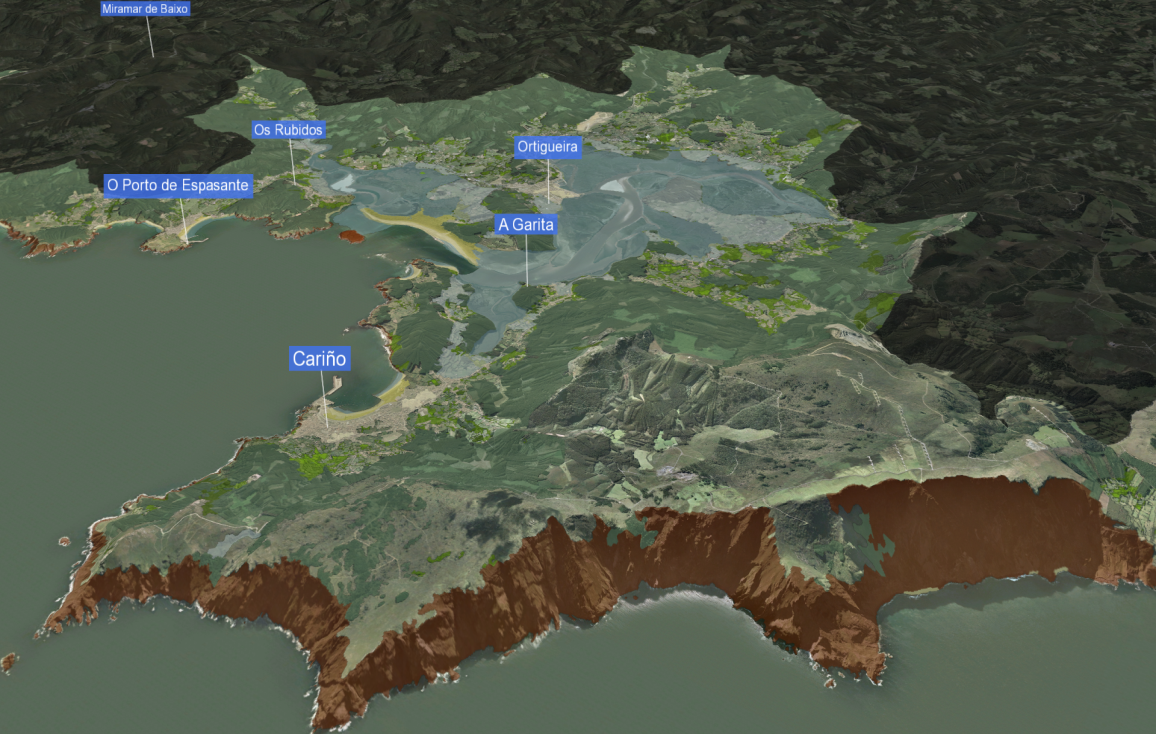 Miramar de Baixo
Os Rubidos
Ortigueira
O Porto de Espasante
A Garita
Cariño